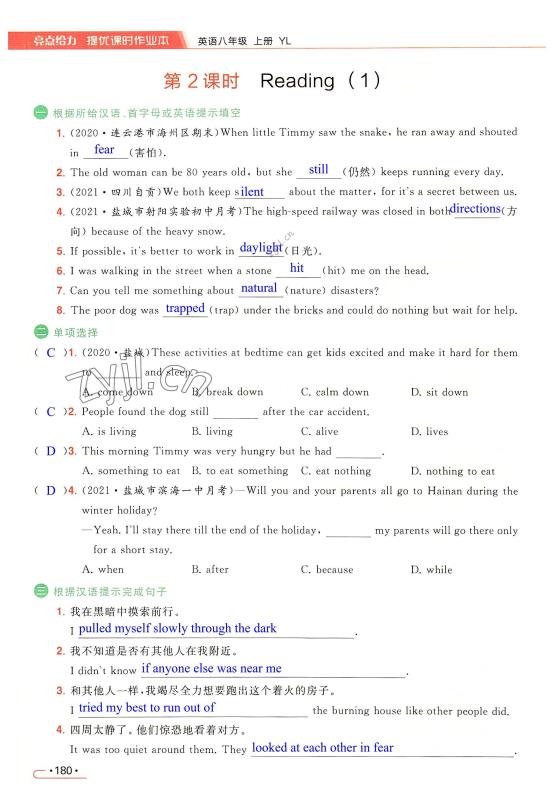 亮点给力 提优课时作业本 英语八年级 上册 YL
第2课时 Reading（1）
一 根据所给汉语、首字母或英语提示填空
1.（2020·连云港市海州区期末）When little Timmy saw the snake, he ran away and shouted
in fear（害怕）.
2. The old woman can be 80 years old, but she still（仍然）keeps running every day.
3.（2021·四川自贡）We both keep silent about the matter, for it's a secret between us.
4.（2021·盐城市射阳实验初中月考）The high-speed railway was closed in both directions（方
向）because of the heavy snow.
5. If possible, it's better to work in daylight（日光）.
6. I was walking in the street when a stone hit（hit）me on the head.
7. Can you tell me something about natural（nature）disasters?
8. The poor dog was trapped（trap）under the bricks and could do nothing but wait for help.
二 单项选择
（ C ）1.（2020·盐城）These activities at bedtime can get kids excited and make it hard for them
to ________ and sleep.
A. come down B. break down C. calm down D. sit down
（ C ）2. People found the dog still ________ after the car accident.
A. is living B. living C. alive D. lives
（ D ）3. This morning Timmy was very hungry but he had ________.
A. something to eat B. to eat something C. eat nothing D. nothing to eat
（ D ）4.（2021·盐城市滨海一中月考）—Will you and your parents all go to Hainan during the
winter holiday?
—Yeah. I'll stay there till the end of the holiday, ________ my parents will go there only
for a short stay.
A. when B. after C. because D. while
三 根据汉语提示完成句子
1. 我在黑暗中摸索前行。
I pulled myself slowly through the dark.
2. 我不知道是否有其他人在我附近。
I didn't know if anyone else was near me.
3. 和其他人一样，我竭尽全力想要跑出这个着火的房子。
I tried my best to run out of the burning house like other people did.
4. 四周太静了。他们惊恐地看着对方。
It was too quiet around them. They looked at each other in fear.
·180·
zyjl.cn